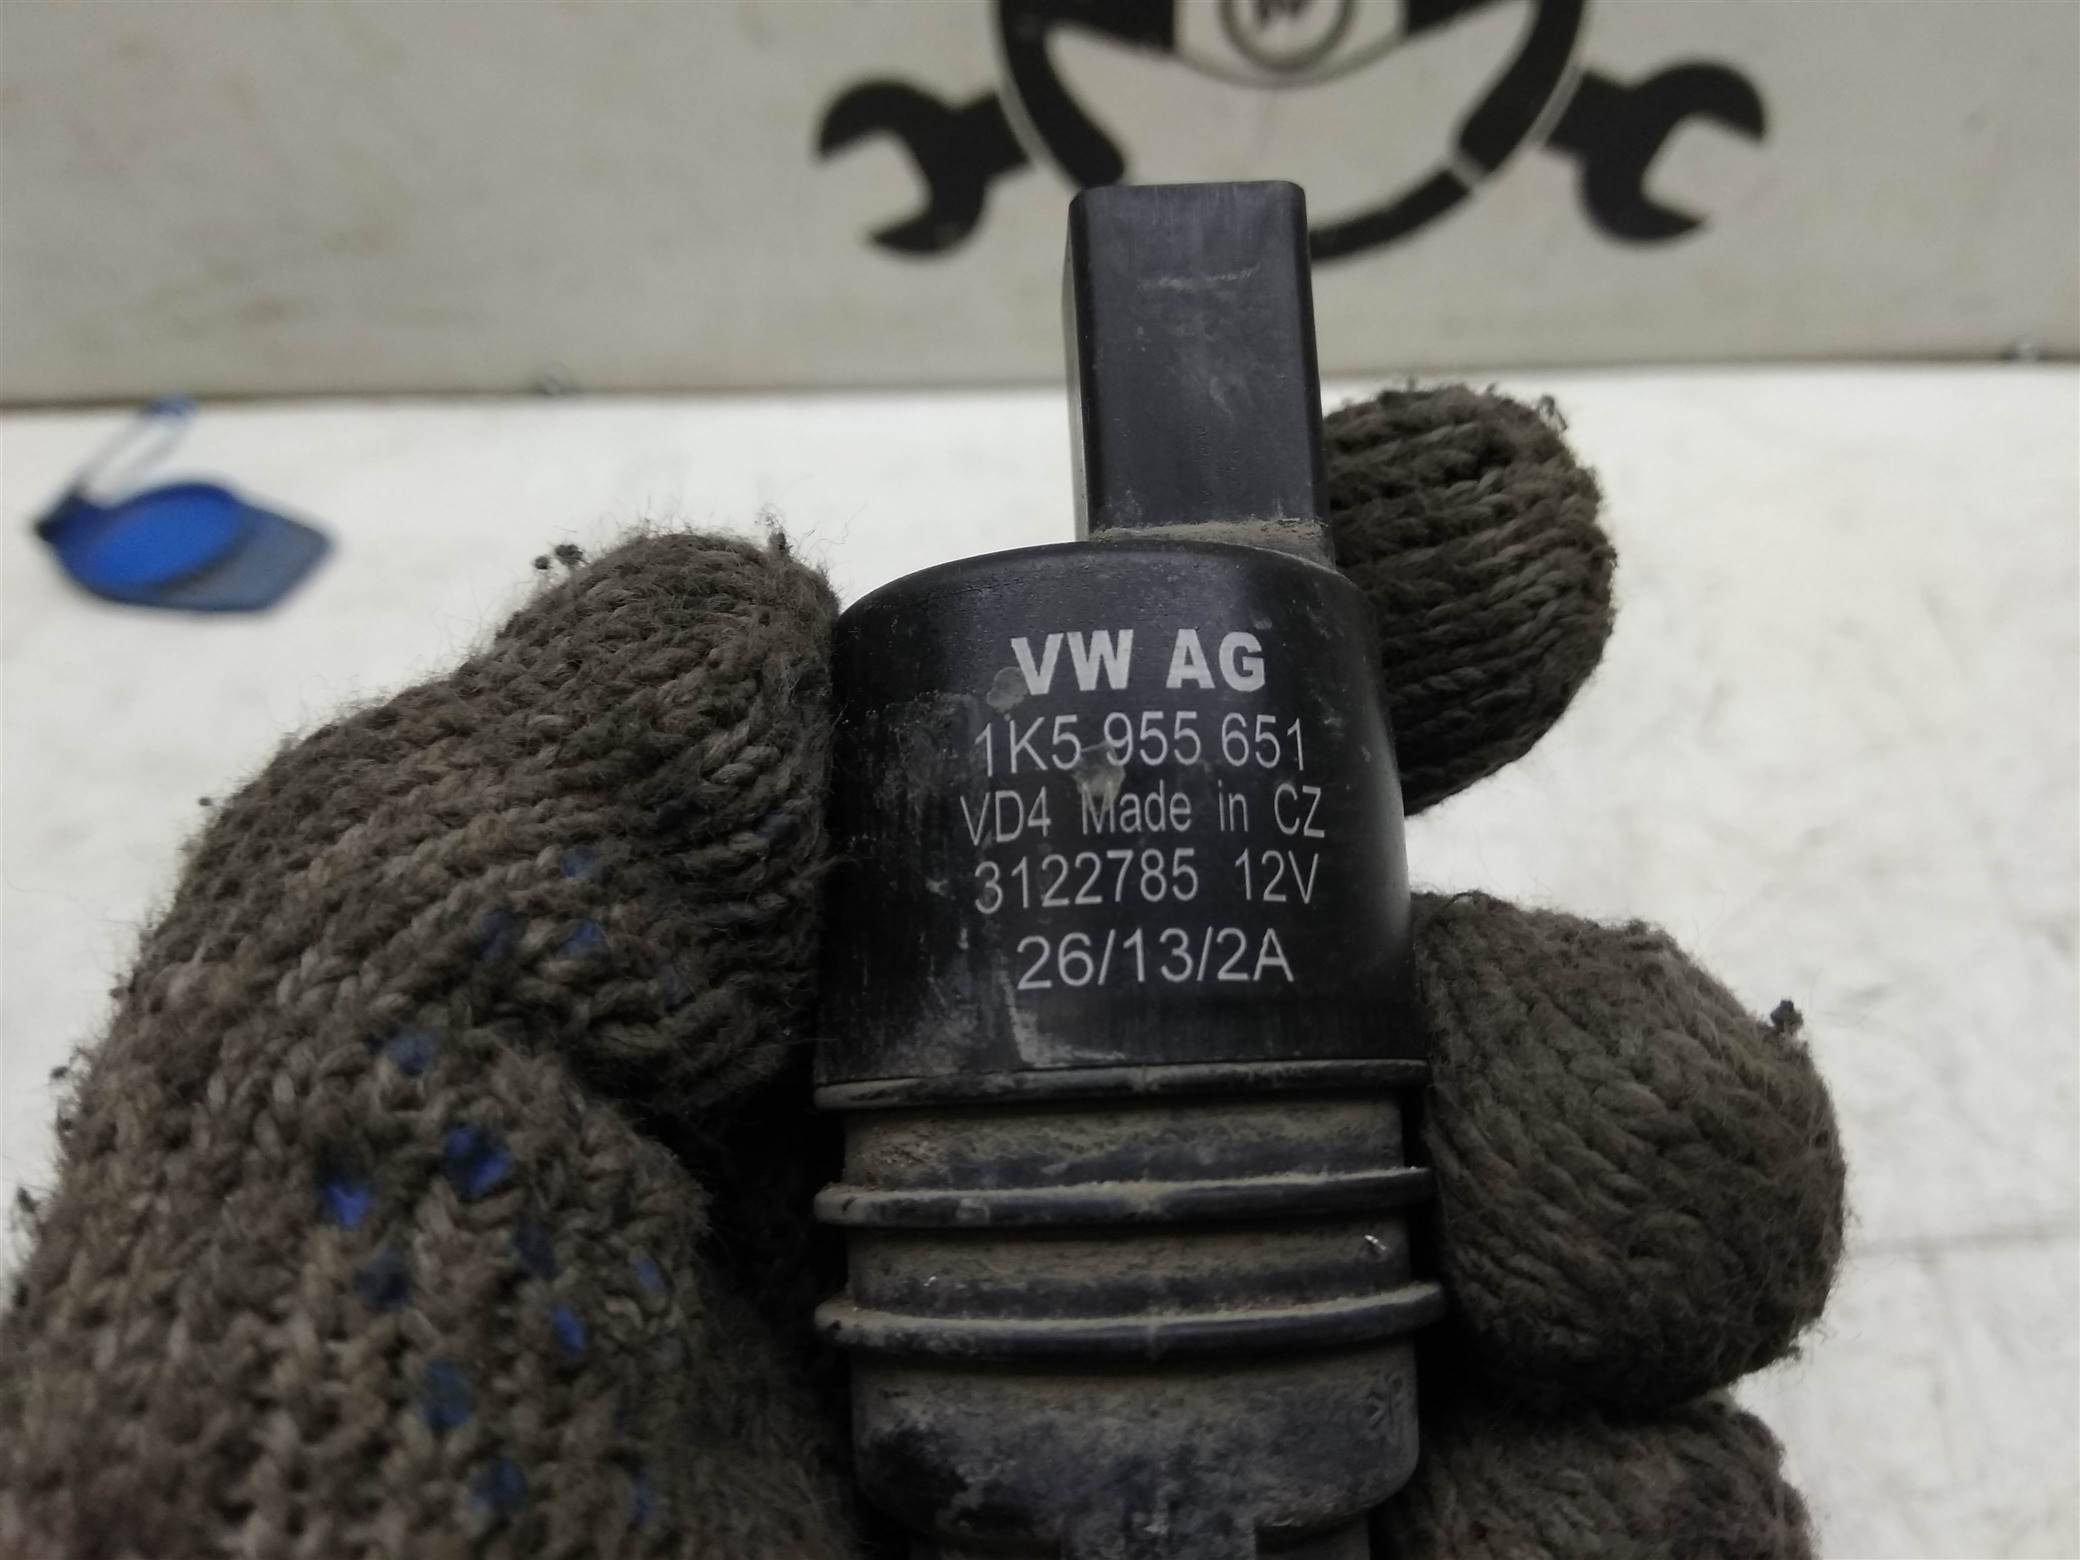 VW AG
1K5 955 651
VD4 Made in CZ
3122785 12V
26/13/2A